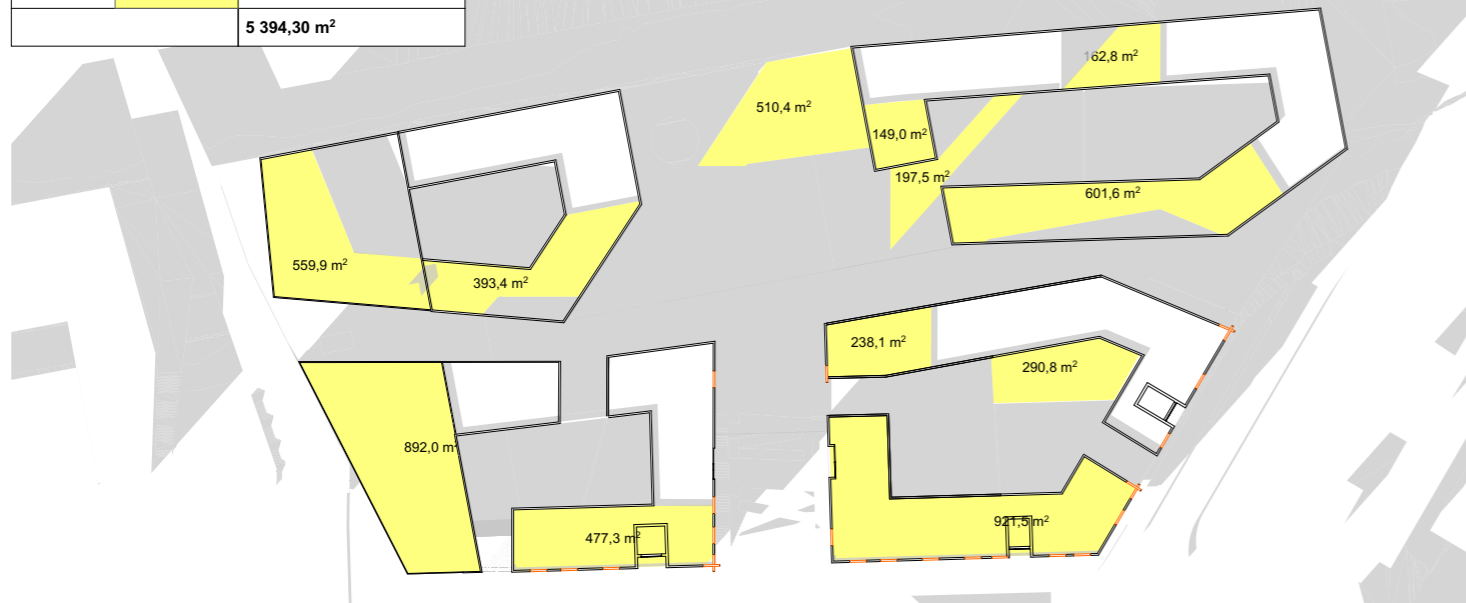 5 394,30 m²
162,8 m²
510,4 m²
149,0 m²
197,5 m²
601,6 m²
559,9 m²
393,4 m²
238,1 m²
290,8 m²
892,0 m²
921,5 m²
477,3 m²